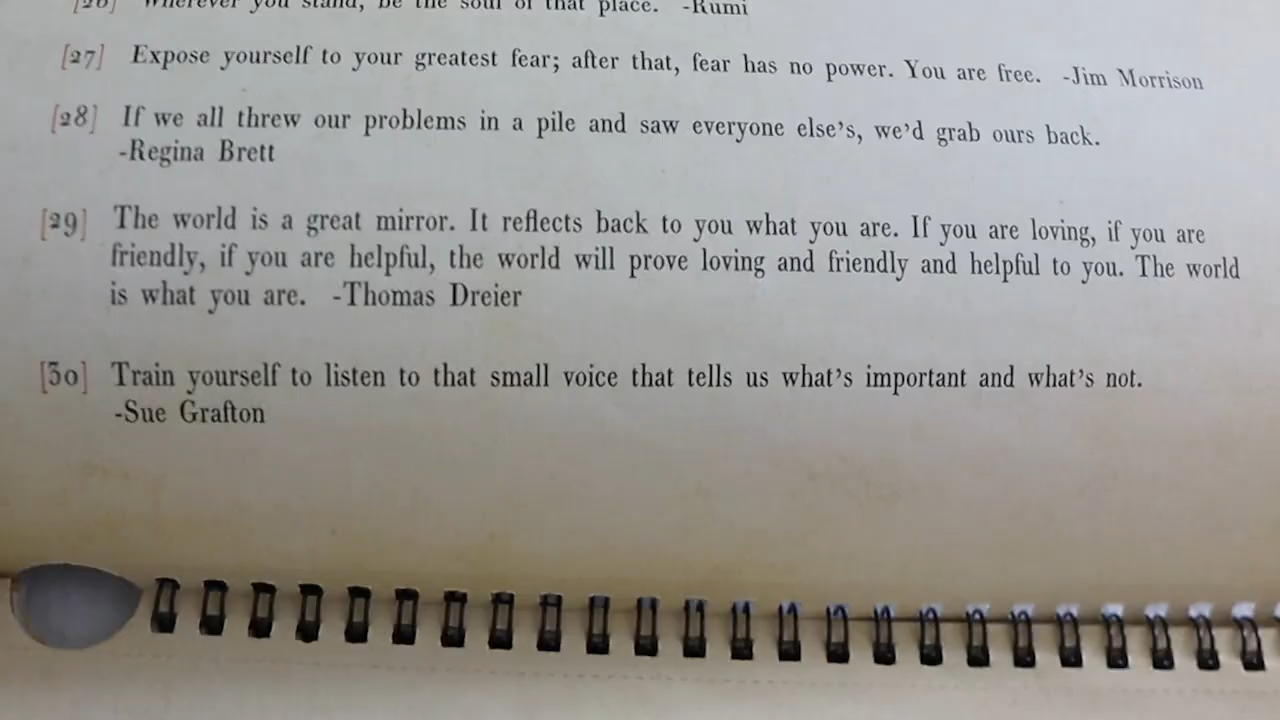 [26] Wherever you stand, be the soul of that place. -Rumi
[27] Expose yourself to your greatest fear; after that, fear has no power. You are free. -Jim Morrison
[28] If we all threw our problems in a pile and saw everyone else's, we'd grab ours back.
-Regina Brett
[29] The world is a great mirror. It reflects back to you what you are. If you are loving, if you are
friendly, if you are helpful, the world will prove loving and friendly and helpful to you. The world
is what you are. -Thomas Dreier
[30] Train yourself to listen to that small voice that tells us what's important and what's not.
-Sue Grafton